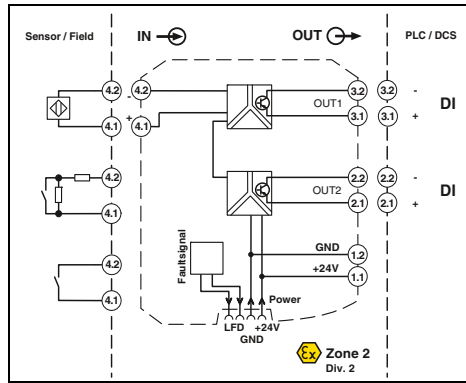 Sensor / Field
IN
OUT
PLC / DCS
4.2
4.2
-
3.2
3.2
-
OUT1
DI
4.1
+
4.1
3.1
3.1
+
4.2
2.2
2.2
-
OUT2
DI
4.1
2.1
2.1
+
Faultsignal
GND
1.2
4.2
+24V
1.1
4.1
Power
LFD
+24V
GND
Ex
Zone 2
Div. 2